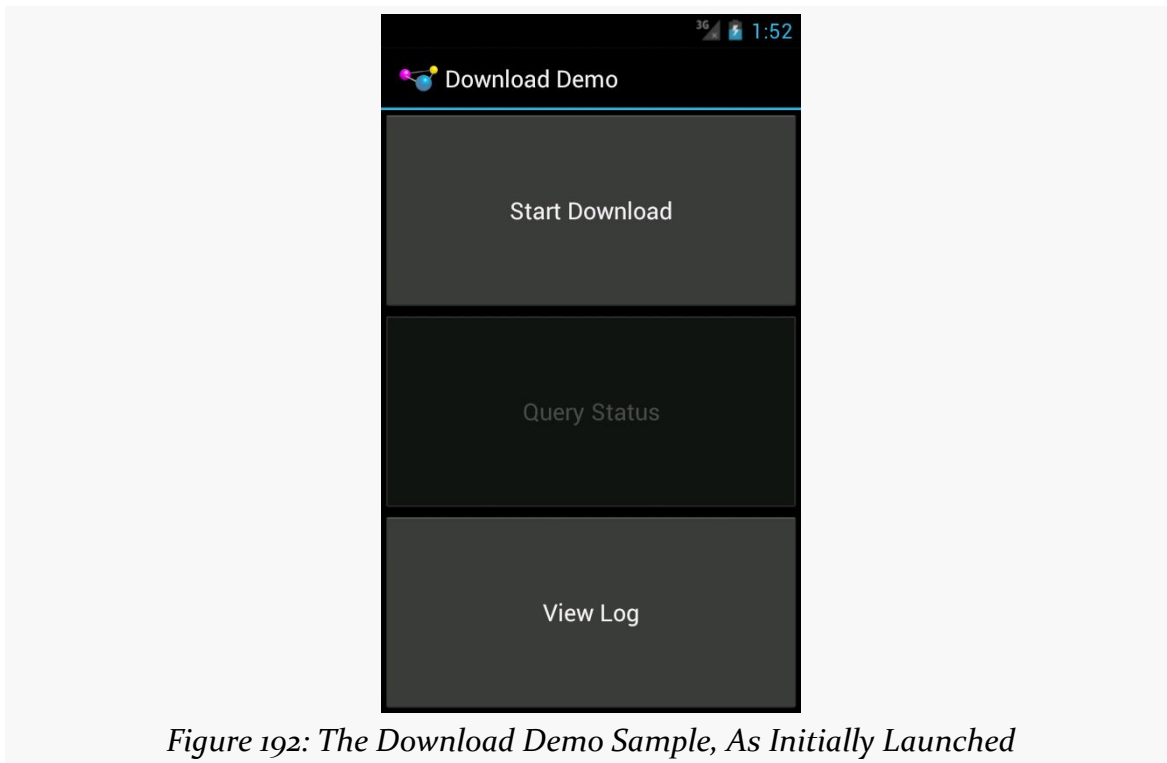 3G 1:52
Download Demo
Start Download
Query Status
View Log
Figure 192: The Download Demo Sample, As Initially Launched